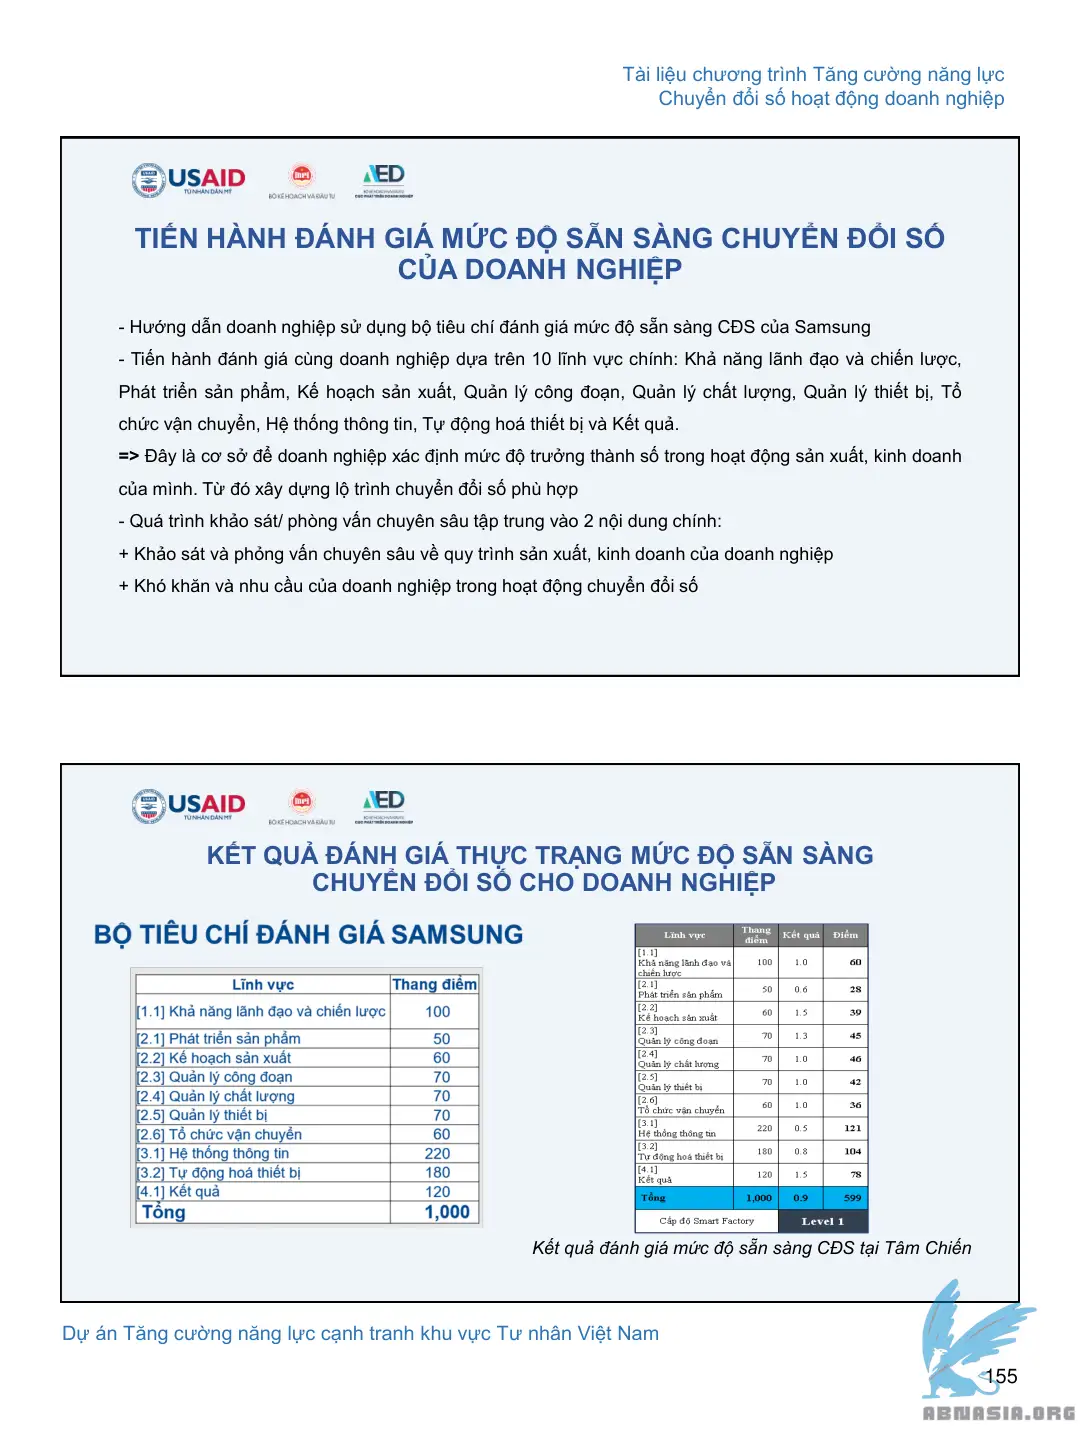 Tài liệu chương trình Tăng cường năng lực
Chuyển đổi số hoạt động doanh nghiệp
USAID
TỪ NHÂN DÂN MỸ
mpi
BỘ KẾ HOẠCH VÀ ĐẦU TƯ
AED
CỤC PHÁT TRIỂN DOANH NGHIỆP
TIẾN HÀNH ĐÁNH GIÁ MỨC ĐỘ SẴN SÀNG CHUYỂN ĐỔI SỐ
CỦA DOANH NGHIỆP
- Hướng dẫn doanh nghiệp sử dụng bộ tiêu chí đánh giá mức độ sẵn sàng CĐS của Samsung
- Tiến hành đánh giá cùng doanh nghiệp dựa trên 10 lĩnh vực chính: Khả năng lãnh đạo và chiến lược,
Phát triển sản phẩm, Kế hoạch sản xuất, Quản lý công đoạn, Quản lý chất lượng, Quản lý thiết bị, Tổ
chức vận chuyển, Hệ thống thông tin, Tự động hoá thiết bị và Kết quả.
=> Đây là cơ sở để doanh nghiệp xác định mức độ trưởng thành số trong hoạt động sản xuất, kinh doanh
của mình. Từ đó xây dựng lộ trình chuyển đổi số phù hợp
- Quá trình khảo sát/ phòng vấn chuyên sâu tập trung vào 2 nội dung chính:
+ Khảo sát và phỏng vấn chuyên sâu về quy trình sản xuất, kinh doanh của doanh nghiệp
+ Khó khăn và nhu cầu của doanh nghiệp trong hoạt động chuyển đổi số
USAID
TỪ NHÂN DÂN MỸ
mpi
BỘ KẾ HOẠCH VÀ ĐẦU TƯ
AED
CỤC PHÁT TRIỂN DOANH NGHIỆP
KẾT QUẢ ĐÁNH GIÁ THỰC TRẠNG MỨC ĐỘ SẴN SÀNG
CHUYỂN ĐỔI SỐ CHO DOANH NGHIỆP
BỘ TIÊU CHÍ ĐÁNH GIÁ SAMSUNG
Lĩnh vực Thang điểm
[1.1] Khả năng lãnh đạo và chiến lược 100
[2.1] Phát triển sản phẩm 50
[2.2] Kế hoạch sản xuất 60
[2.3] Quản lý công đoạn 70
[2.4] Quản lý chất lượng 70
[2.5] Quản lý thiết bị 70
[2.6] Tổ chức vận chuyển 60
[3.1] Hệ thống thông tin 220
[3.2] Tự động hoá thiết bị 180
[4.1] Kết quả 120
Tổng 1,000
Lĩnh vực Thang điểm Kết quả Điểm
[1.1]
Khả năng lãnh đạo và chiến lược 100 1.0 60
[2.1]
Phát triển sản phẩm 50 0.6 28
[2.2]
Kế hoạch sản xuất 60 1.5 39
[2.3]
Quản lý công đoạn 70 1.3 45
[2.4]
Quản lý chất lượng 70 1.0 46
[2.5]
Quản lý thiết bị 70 1.0 42
[2.6]
Tổ chức vận chuyển 60 1.0 36
[3.1]
Hệ thống thông tin 220 0.5 121
[3.2]
Tự động hoá thiết bị 180 0.8 104
[4.1]
Kết quả 120 1.5 78
Tổng 1,000 0.9 599
Cấp độ Smart Factory Level 1
Kết quả đánh giá mức độ sẵn sàng CĐS tại Tâm Chiến
Dự án Tăng cường năng lực cạnh tranh khu vực Tư nhân Việt Nam
155
ABNASIA.ORG